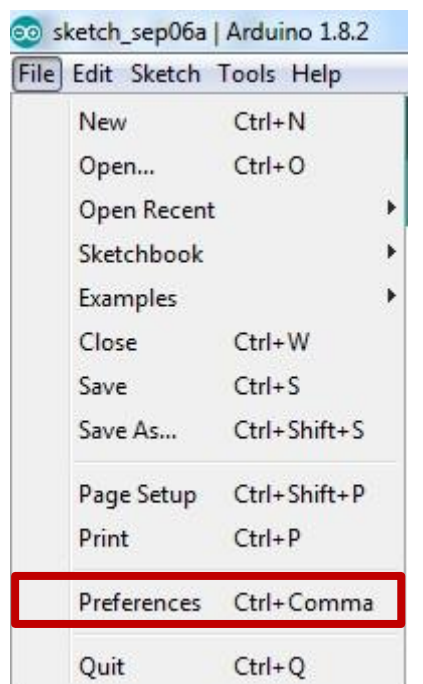 sketch_sep06a | Arduino 1.8.2
File Edit Sketch Tools Help
New Ctrl+N
Open... Ctrl+O
Open Recent
Sketchbook
Examples
Close Ctrl+W
Save Ctrl+S
Save As... Ctrl+Shift+S
Page Setup Ctrl+Shift+P
Print Ctrl+P
Preferences Ctrl+Comma
Quit Ctrl+Q